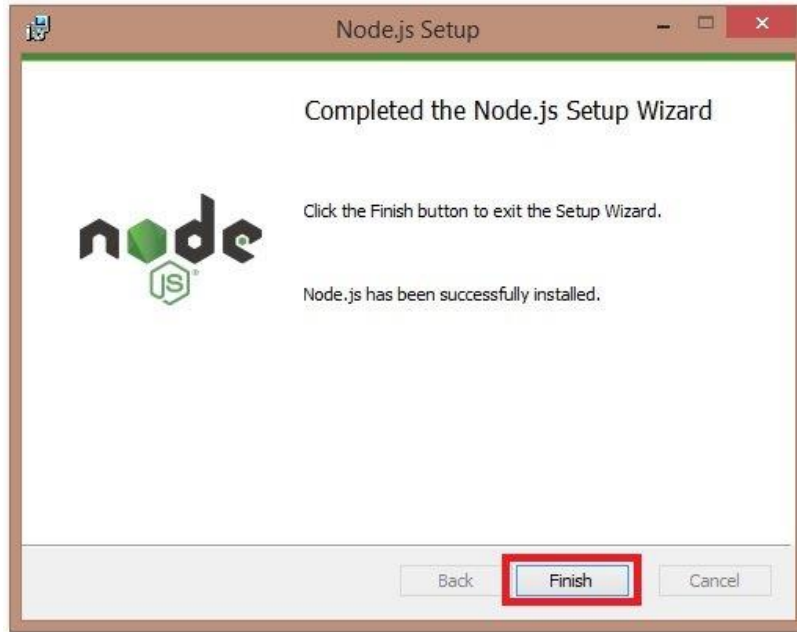 Node.js Setup
Completed the Node.js Setup Wizard
Click the Finish button to exit the Setup Wizard.
node
JS
Node.js has been successfully installed.
Back
Finish
Cancel